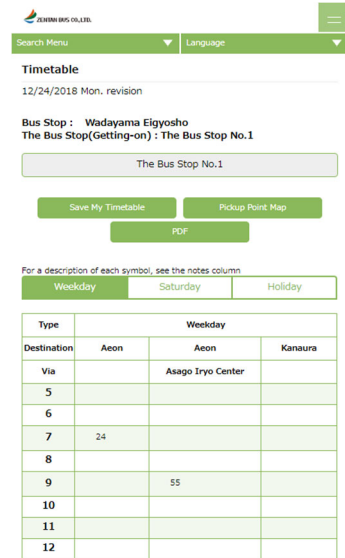 ZENTAN BUS CO.,LTD.
Search Menu
Language
Timetable
12/24/2018 Mon. revision
Bus Stop : Wadayama Eigyosho
The Bus Stop(Getting-on) : The Bus Stop No.1
The Bus Stop No.1
Save My Timetable
Pickup Point Map
PDF
For a description of each symbol, see the notes column
Weekday Saturday Holiday
Type Weekday
Destination Aeon Aeon Kanaura
Via Asago Iryo Center
5
6
7 24
8
9 55
10
11
12